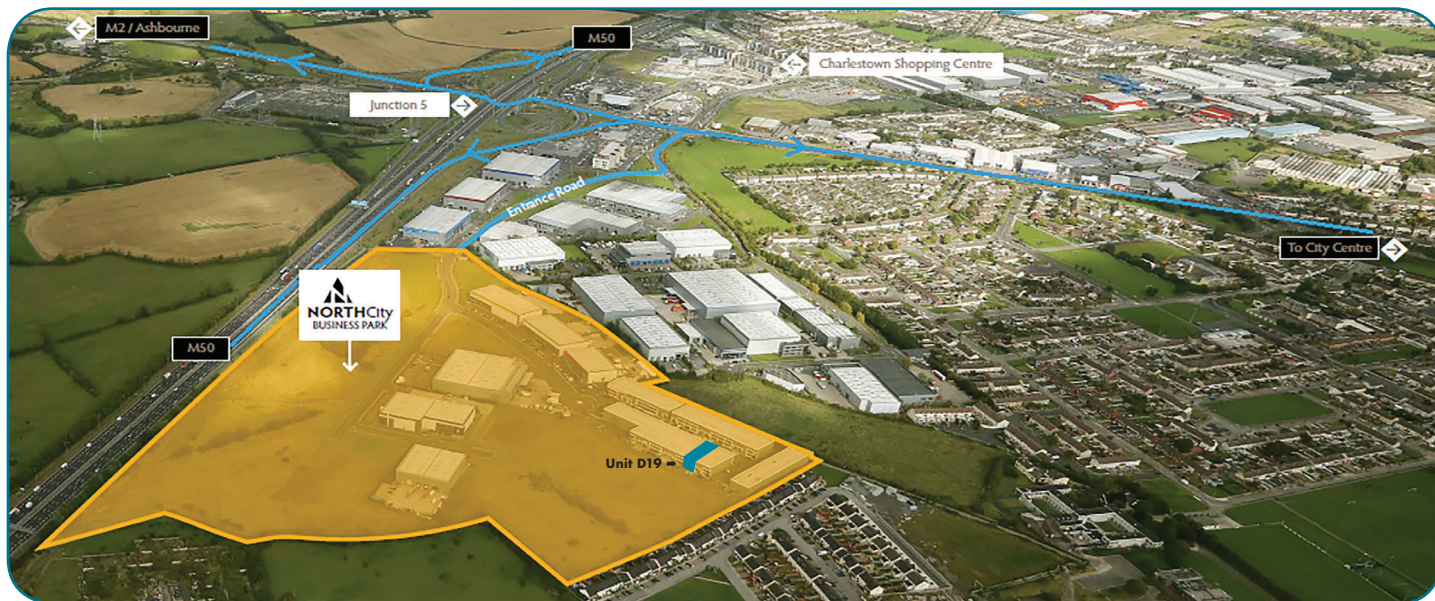 M2 / Ashbourne
M50
Charlestown Shopping Centre
Junction 5
Entrance Road
To City Centre
NORTHCity
BUSINESS PARK
M50
Unit D19